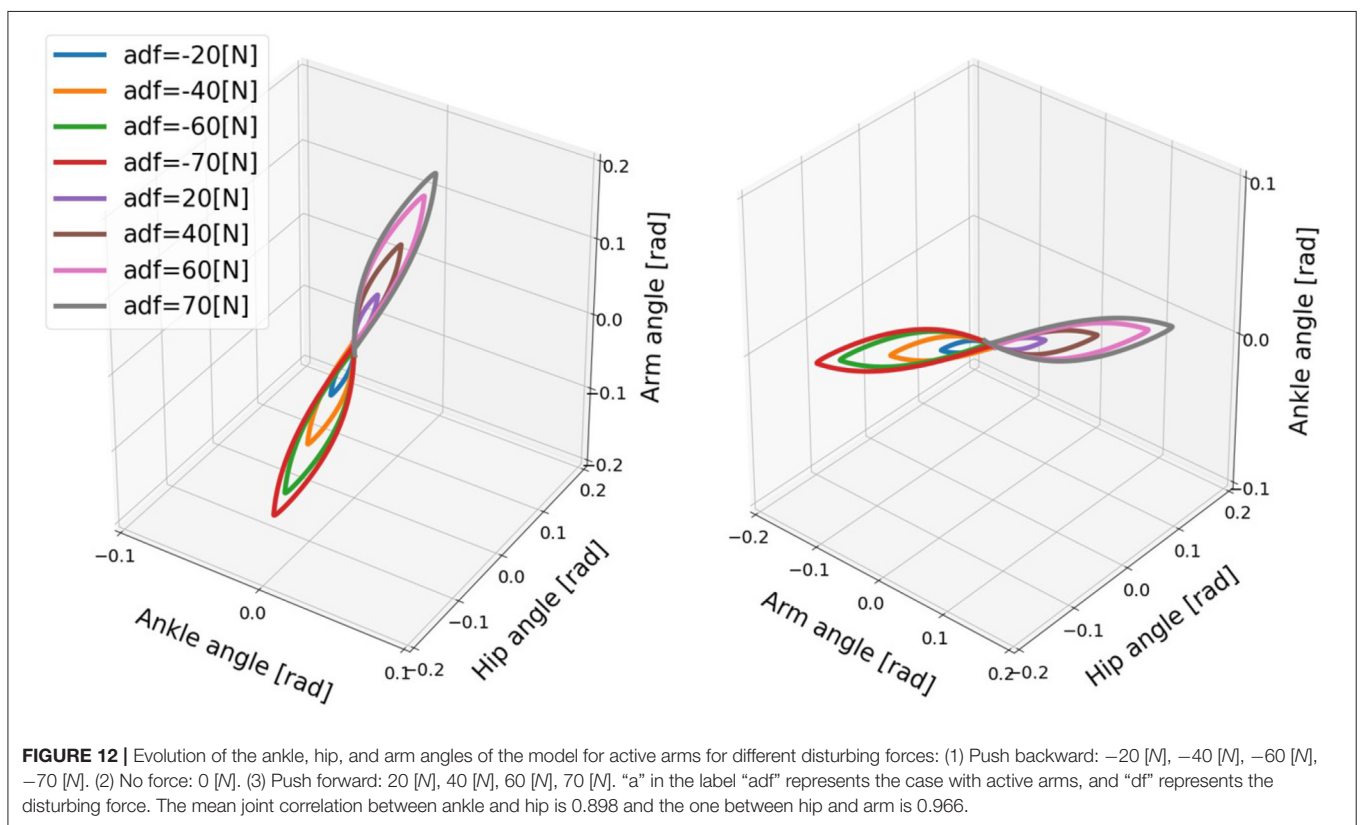 adf=-20[N]
adf=-40[N]
adf=-60[N]
adf=-70[N]
adf=20[N]
adf=40[N]
adf=60[N]
adf=70[N]
0.2
0.1
0.0
−0.1
−0.2
Arm angle [rad]
0.2
0.1
0.0
−0.1
−0.2
Hip angle [rad]
−0.1
0.0
0.1
Ankle angle [rad]
0.1
0.0
−0.1
Ankle angle [rad]
0.2
0.1
0.0
−0.1
−0.2
Hip angle [rad]
−0.2
−0.1
0.0
0.1
0.2
Arm angle [rad]
FIGURE 12 | Evolution of the ankle, hip, and arm angles of the model for active arms for different disturbing forces: (1) Push backward: −20 [N], −40 [N], −60 [N],
−70 [N]. (2) No force: 0 [N]. (3) Push forward: 20 [N], 40 [N], 60 [N], 70 [N]. “a” in the label “adf” represents the case with active arms, and “df” represents the
disturbing force. The mean joint correlation between ankle and hip is 0.898 and the one between hip and arm is 0.966.